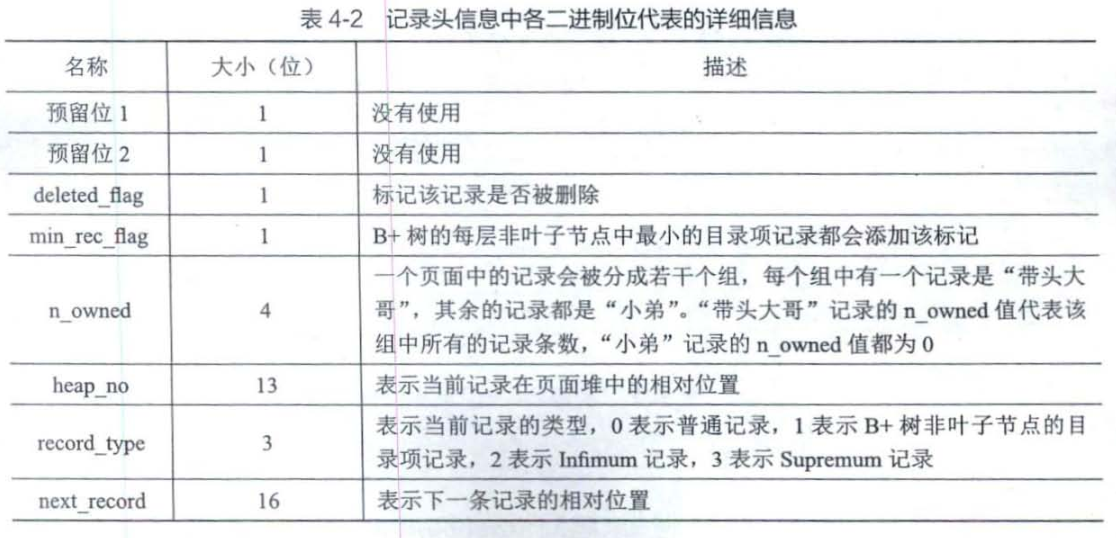 表 4-2 记录头信息中各二进制位代表的详细信息
名称 大小（位） 描述
预留位 1 1 没有使用
预留位 2 1 没有使用
deleted_flag 1 标记该记录是否被删除
min_rec_flag 1 B+ 树的每层非叶子节点中最小的目录项记录都会添加该标记
一个页面中的记录会被分成若干个组，每个组中有一个记录是“带头大
n_owned 4 哥”，其余的记录都是“小弟”。“带头大哥”记录的 n_owned 值代表该
组中所有的记录条数，“小弟”记录的 n_owned 值都为 0
heap_no 13 表示当前记录在页面堆中的相对位置
record_type 3 表示当前记录的类型，0 表示普通记录，1 表示 B+ 树非叶子节点的目
录项记录，2 表示 Infimum 记录，3 表示 Supremum 记录
next_record 16 表示下一条记录的相对位置